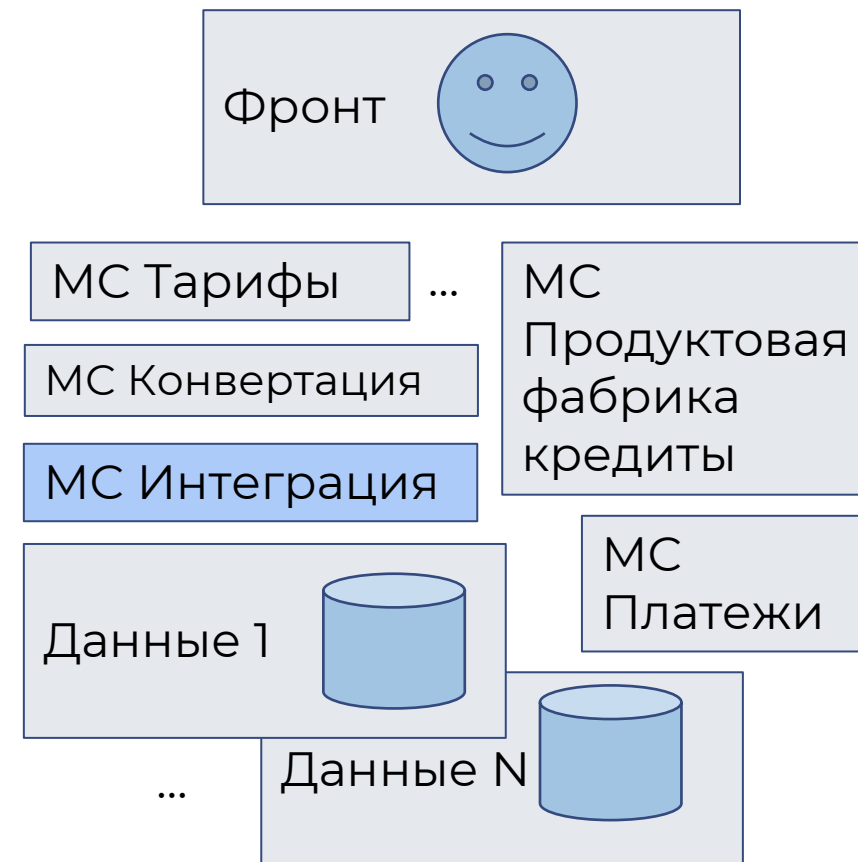 Фронт
МС Тарифы
...
МС
Продуктовая
фабрика
кредиты
МС Конвертация
МС Интеграция
МС
Платежи
Данные 1
Данные N
...